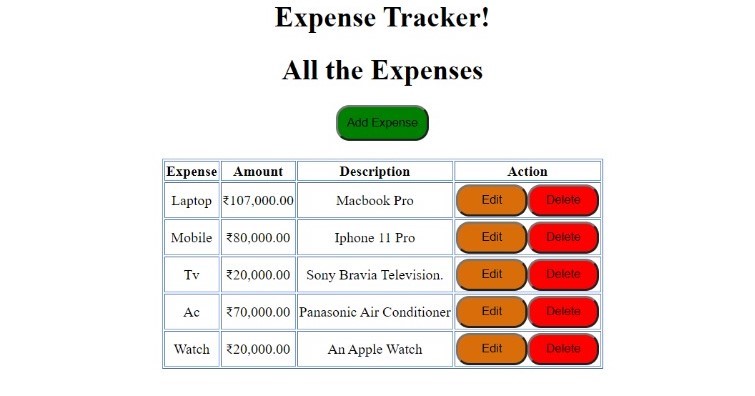 Expense Tracker!
All the Expenses
Add Expense
Expense Amount Description Action
Laptop ₹107,000.00 Macbook Pro Edit Delete
Mobile ₹80,000.00 Iphone 11 Pro Edit Delete
Tv ₹20,000.00 Sony Bravia Television. Edit Delete
Ac ₹70,000.00 Panasonic Air Conditioner Edit Delete
Watch ₹20,000.00 An Apple Watch Edit Delete